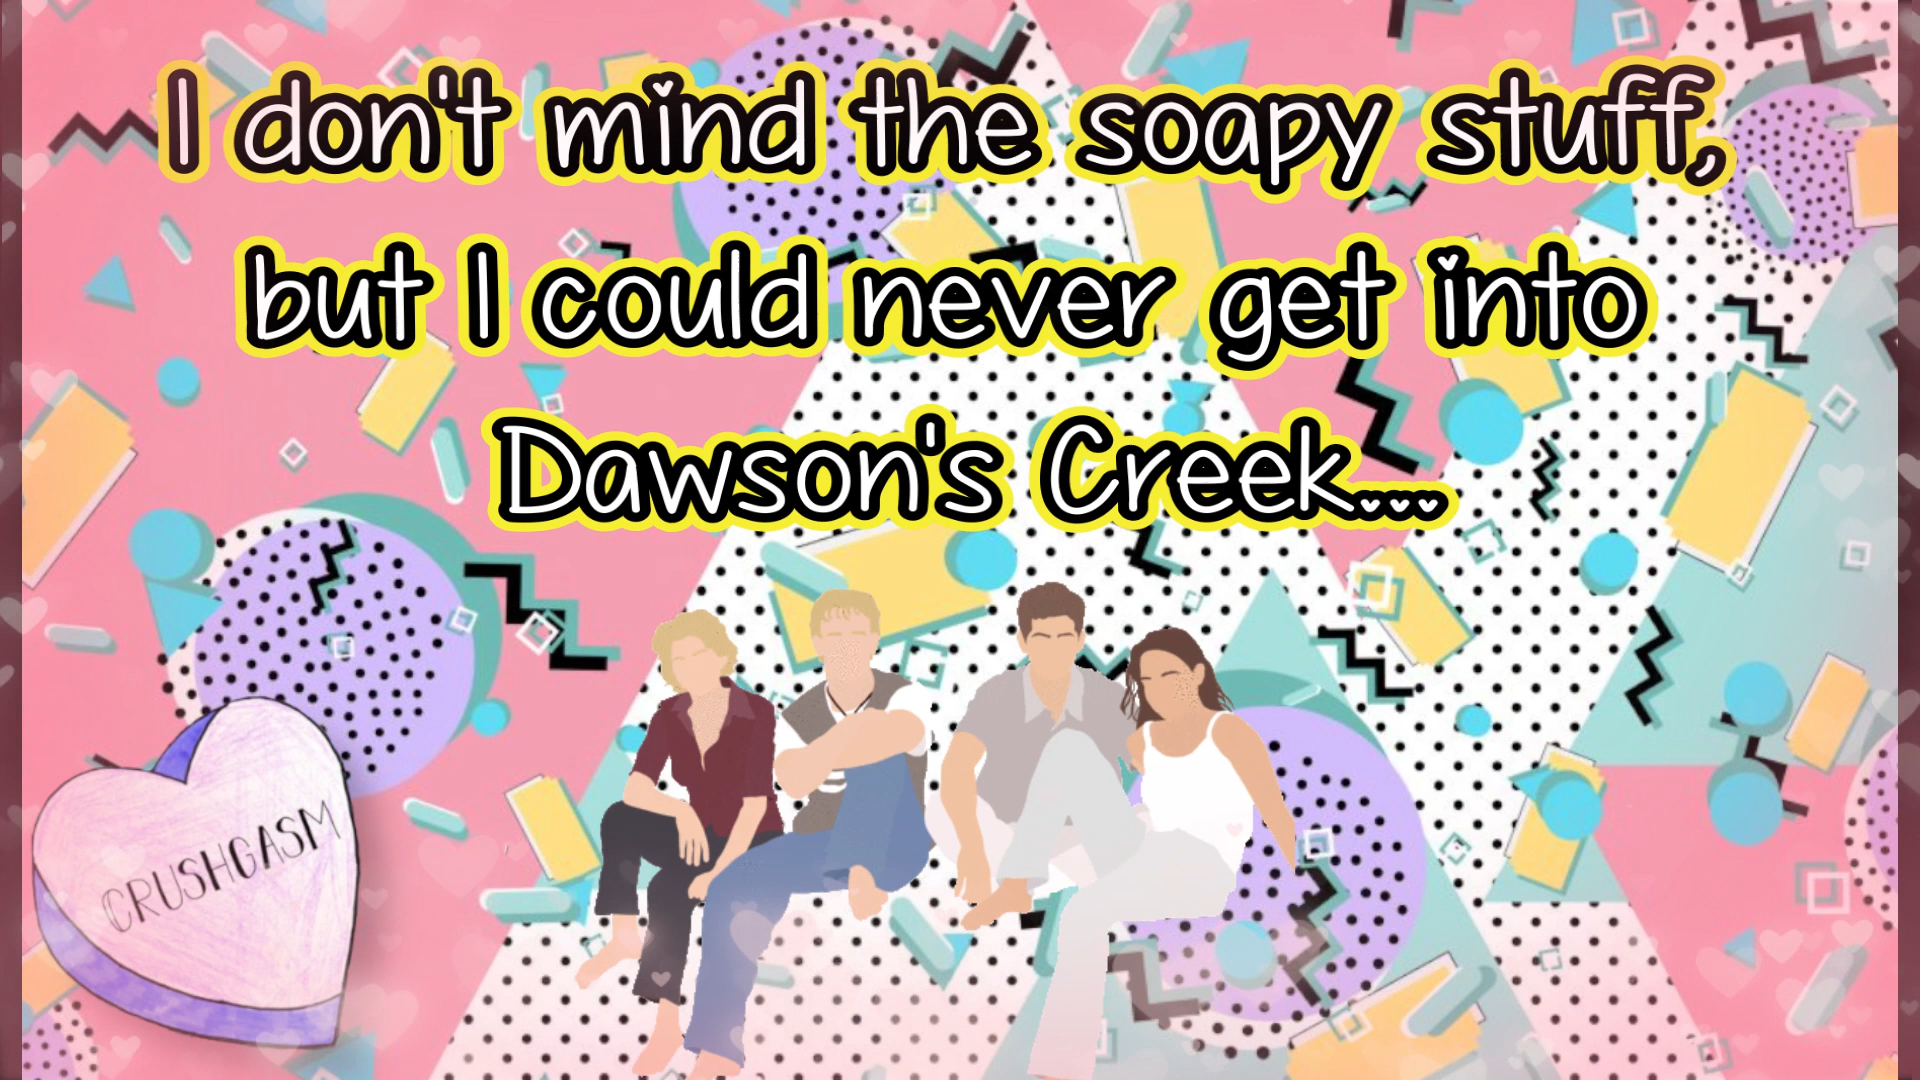 I don't mind the soapy stuff,
but I could never get into
Dawson's Creek...
CRUSHGASM